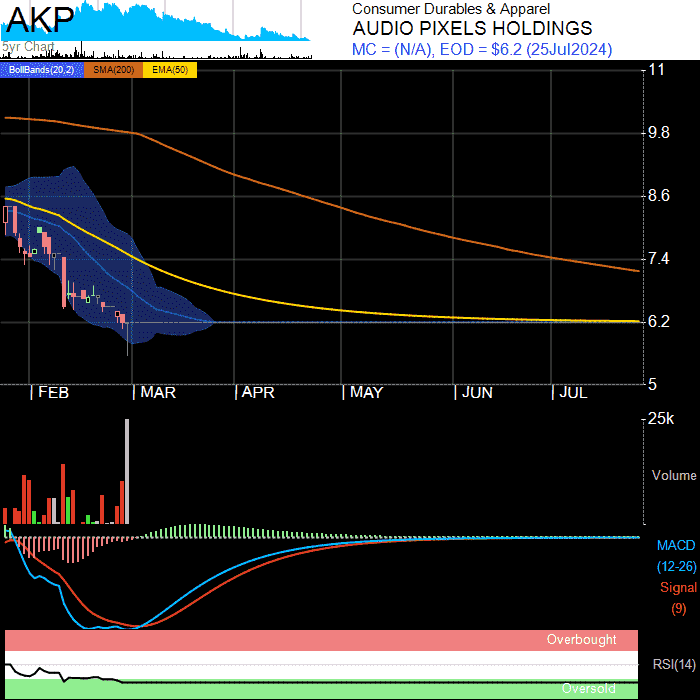 AKP
5yr Chart
Consumer Durables & Apparel
AUDIO PIXELS HOLDINGS
MC = (N/A), EOD = $6.2 (25Jul2024)
BollBands(20,2) SMA(200) EMA(50)
11
9.8
8.6
7.4
6.2
5
FEB MAR APR MAY JUN JUL
25k
Volume
MACD
(12-26)
Signal
(9)
Overbought
RSI(14)
Oversold